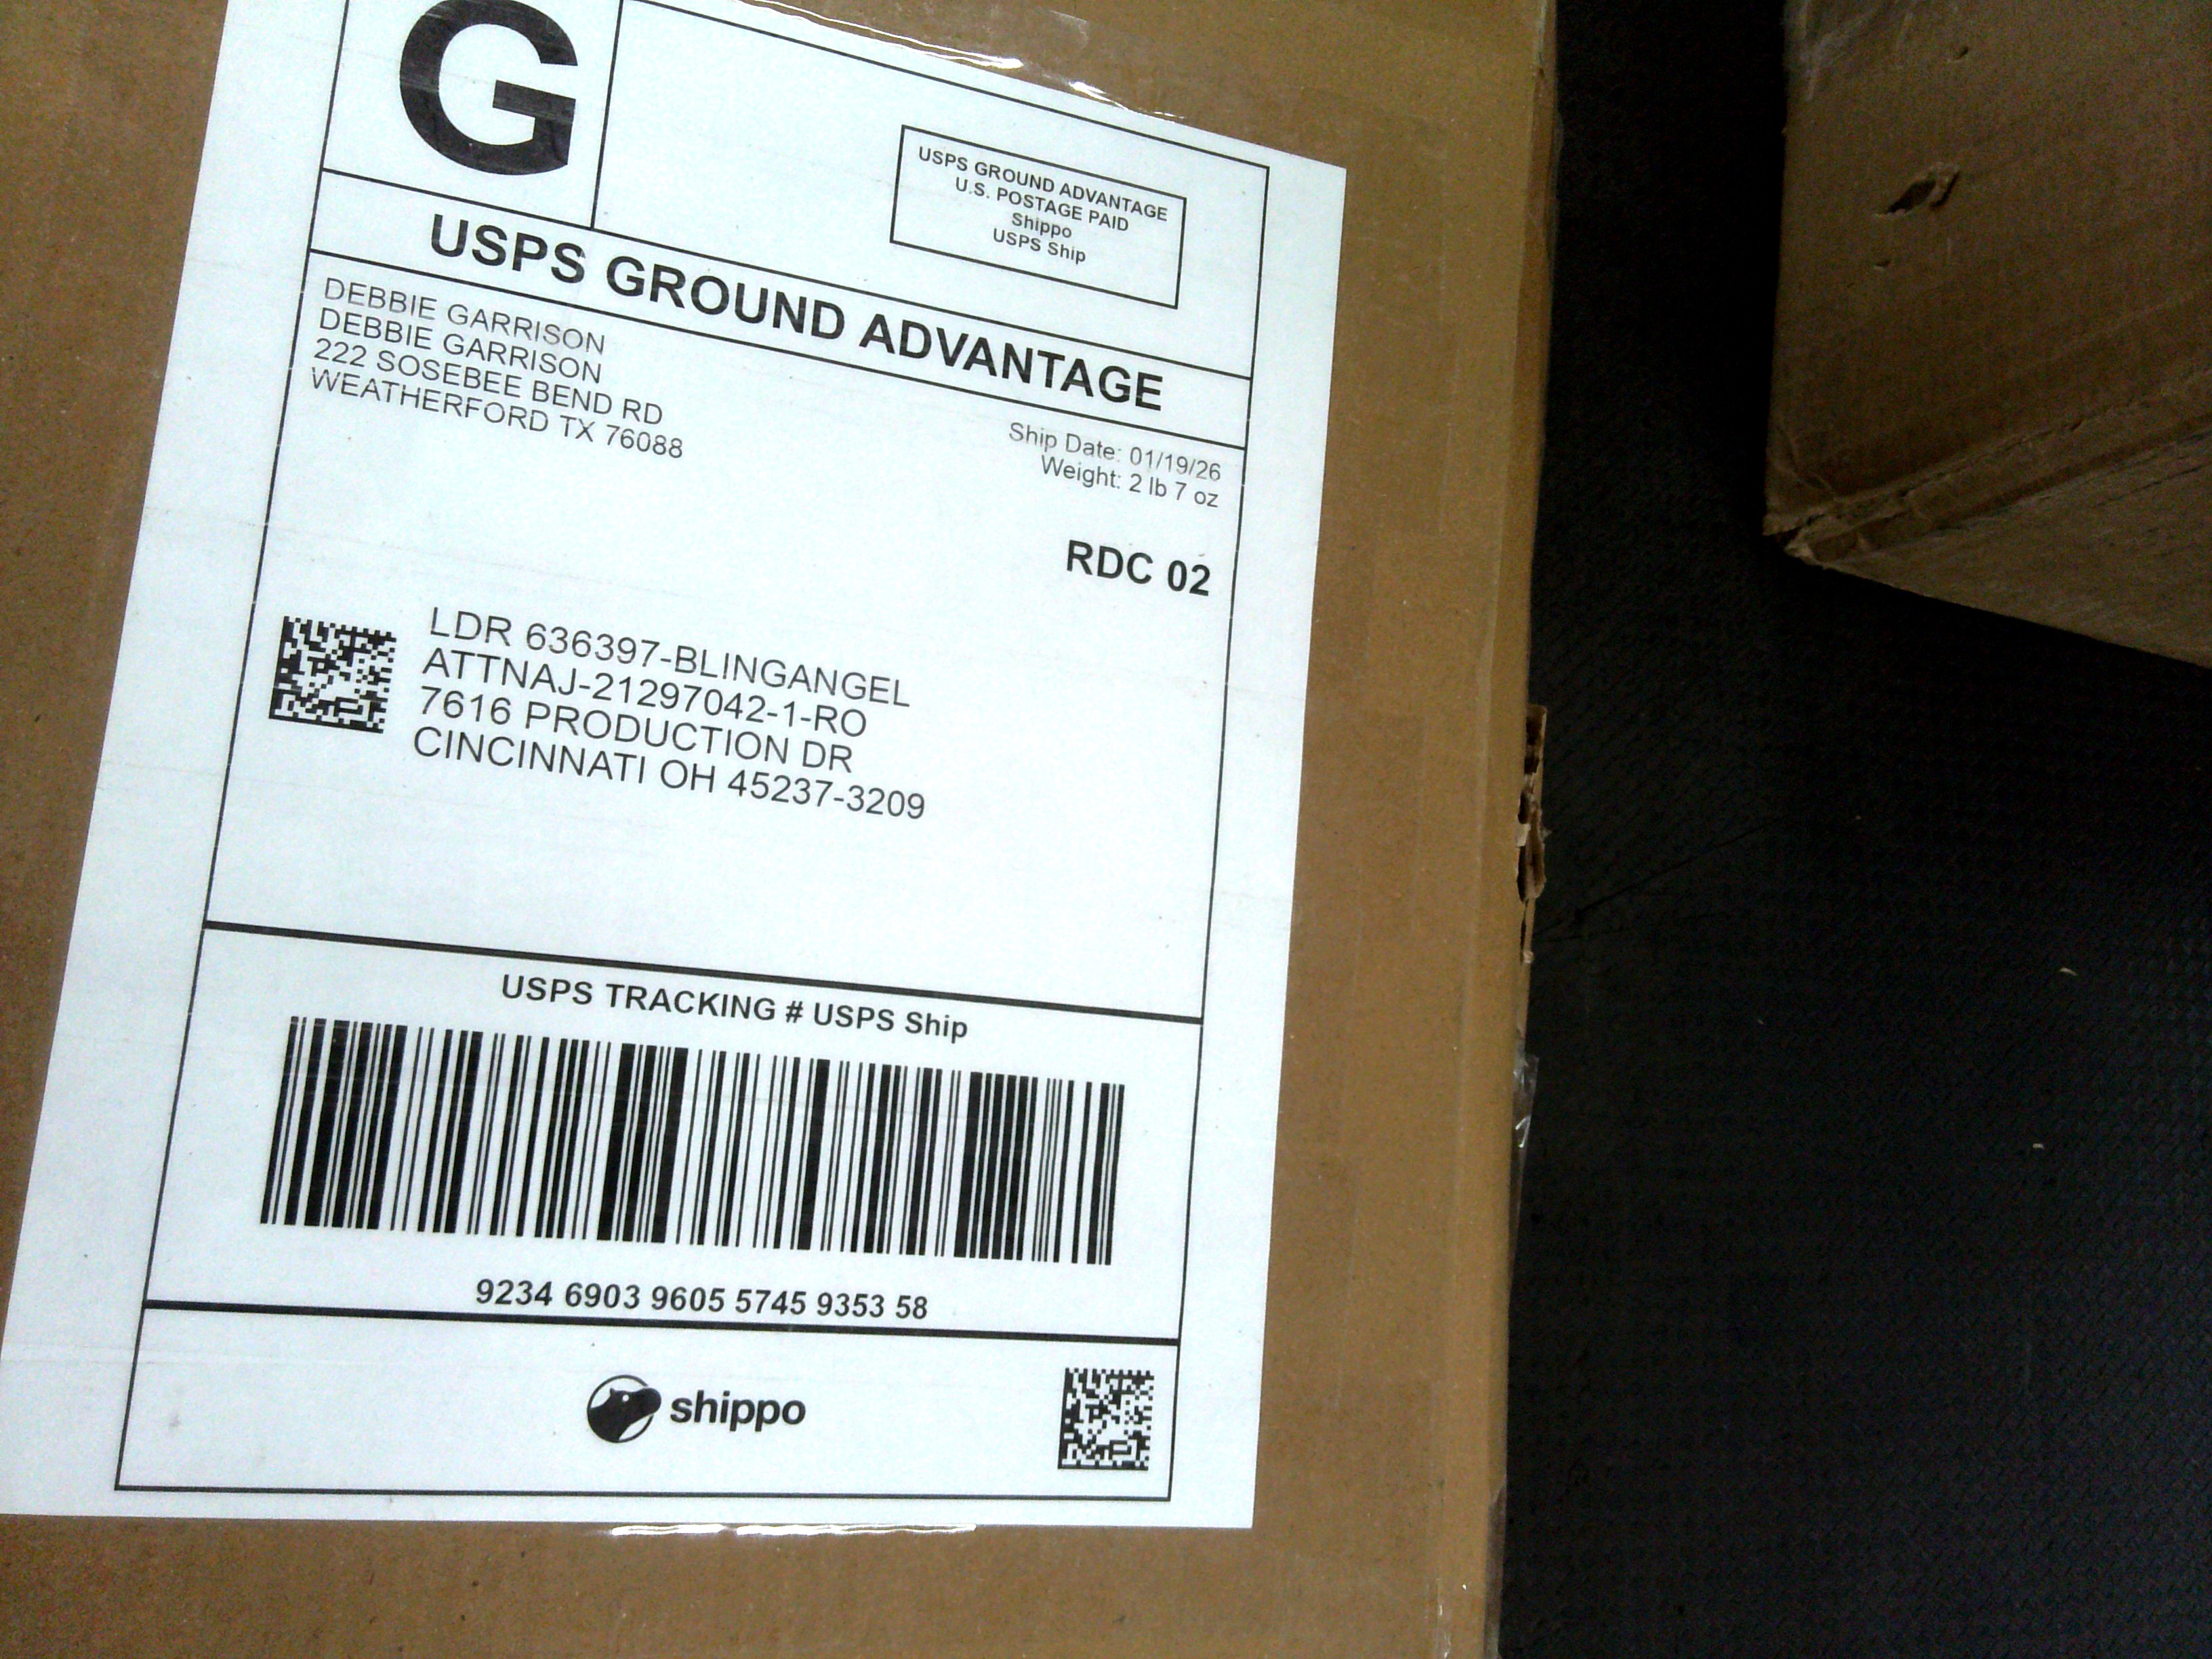 G
USPS GROUND ADVANTAGE
U.S. POSTAGE PAID
Shippo
USPS Ship
USPS GROUND ADVANTAGE
DEBBIE GARRISON
DEBBIE GARRISON
222 SOSEBEE BEND RD
WEATHERFORD TX 76088
Ship Date: 01/19/26
Weight: 2 lb 7 oz
RDC 02
LDR 636397-BLINGANGEL
ATTNAJ-21297042-1-RO
7616 PRODUCTION DR
CINCINNATI OH 45237-3209
USPS TRACKING # USPS Ship
9234 6903 9605 5745 9353 58
shippo